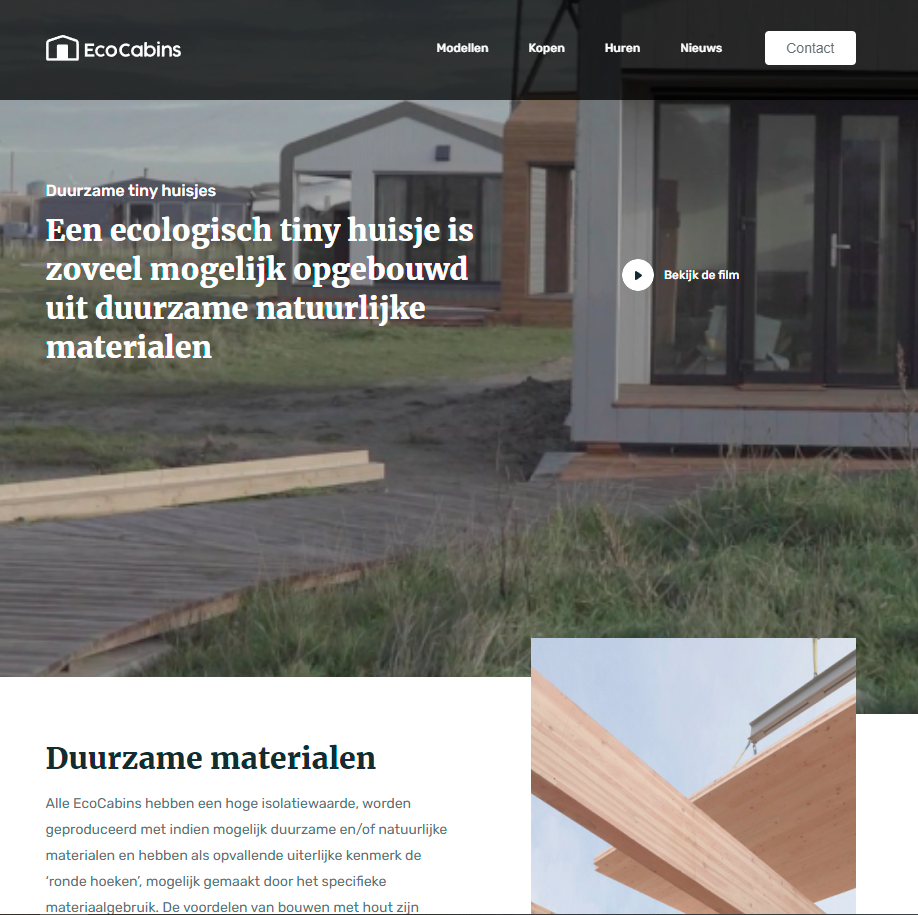 EcoCabins
Modellen
Kopen
Huren
Nieuws
Contact
Duurzame tiny huisjes
Een ecologisch tiny huisje is
zoveel mogelijk opgebouwd
uit duurzame natuurlijke
materialen
Bekijk de film
Duurzame materialen
Alle EcoCabins hebben een hoge isolatiewaarde, worden
geproduceerd met indien mogelijk duurzame en/of natuurlijke
materialen en hebben als opvallende uiterlijke kenmerk de
‘ronde hoeken’, mogelijk gemaakt door het specifieke
materiaalgebruik. De voordelen van bouwen met hout zijn